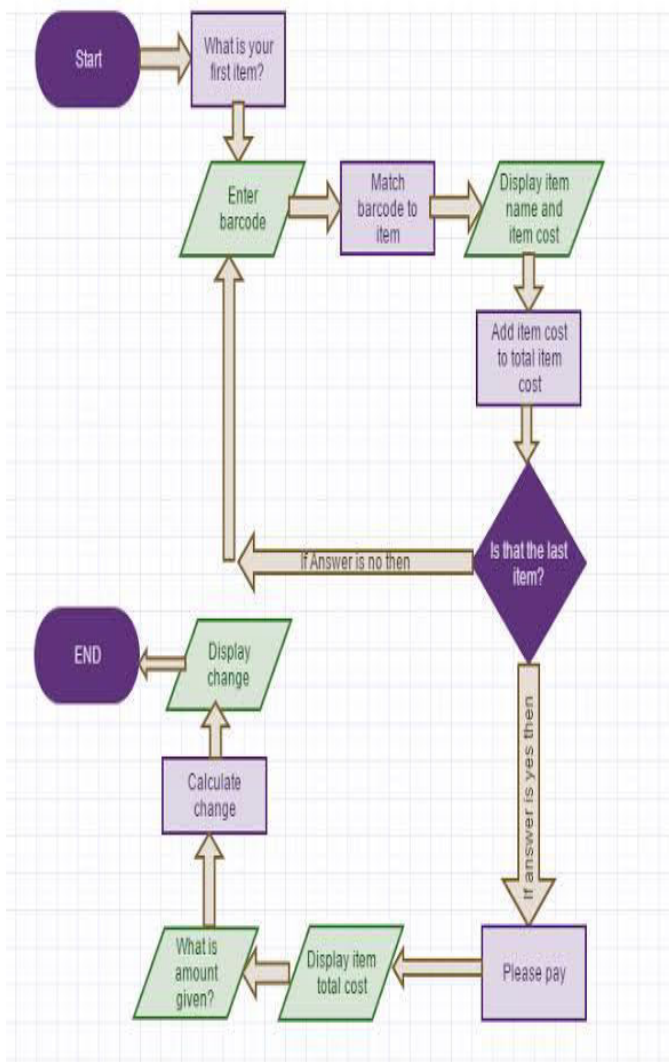 Start
What is your
first item?
Enter
barcode
Match
barcode to
item
Display item
name and
item cost
Add item cost
to total item
cost
Is that the last
item?
If Answer is no then
If answer is yes then
Please pay
Display item
total cost
What is
amount
given?
Calculate
change
Display
change
END